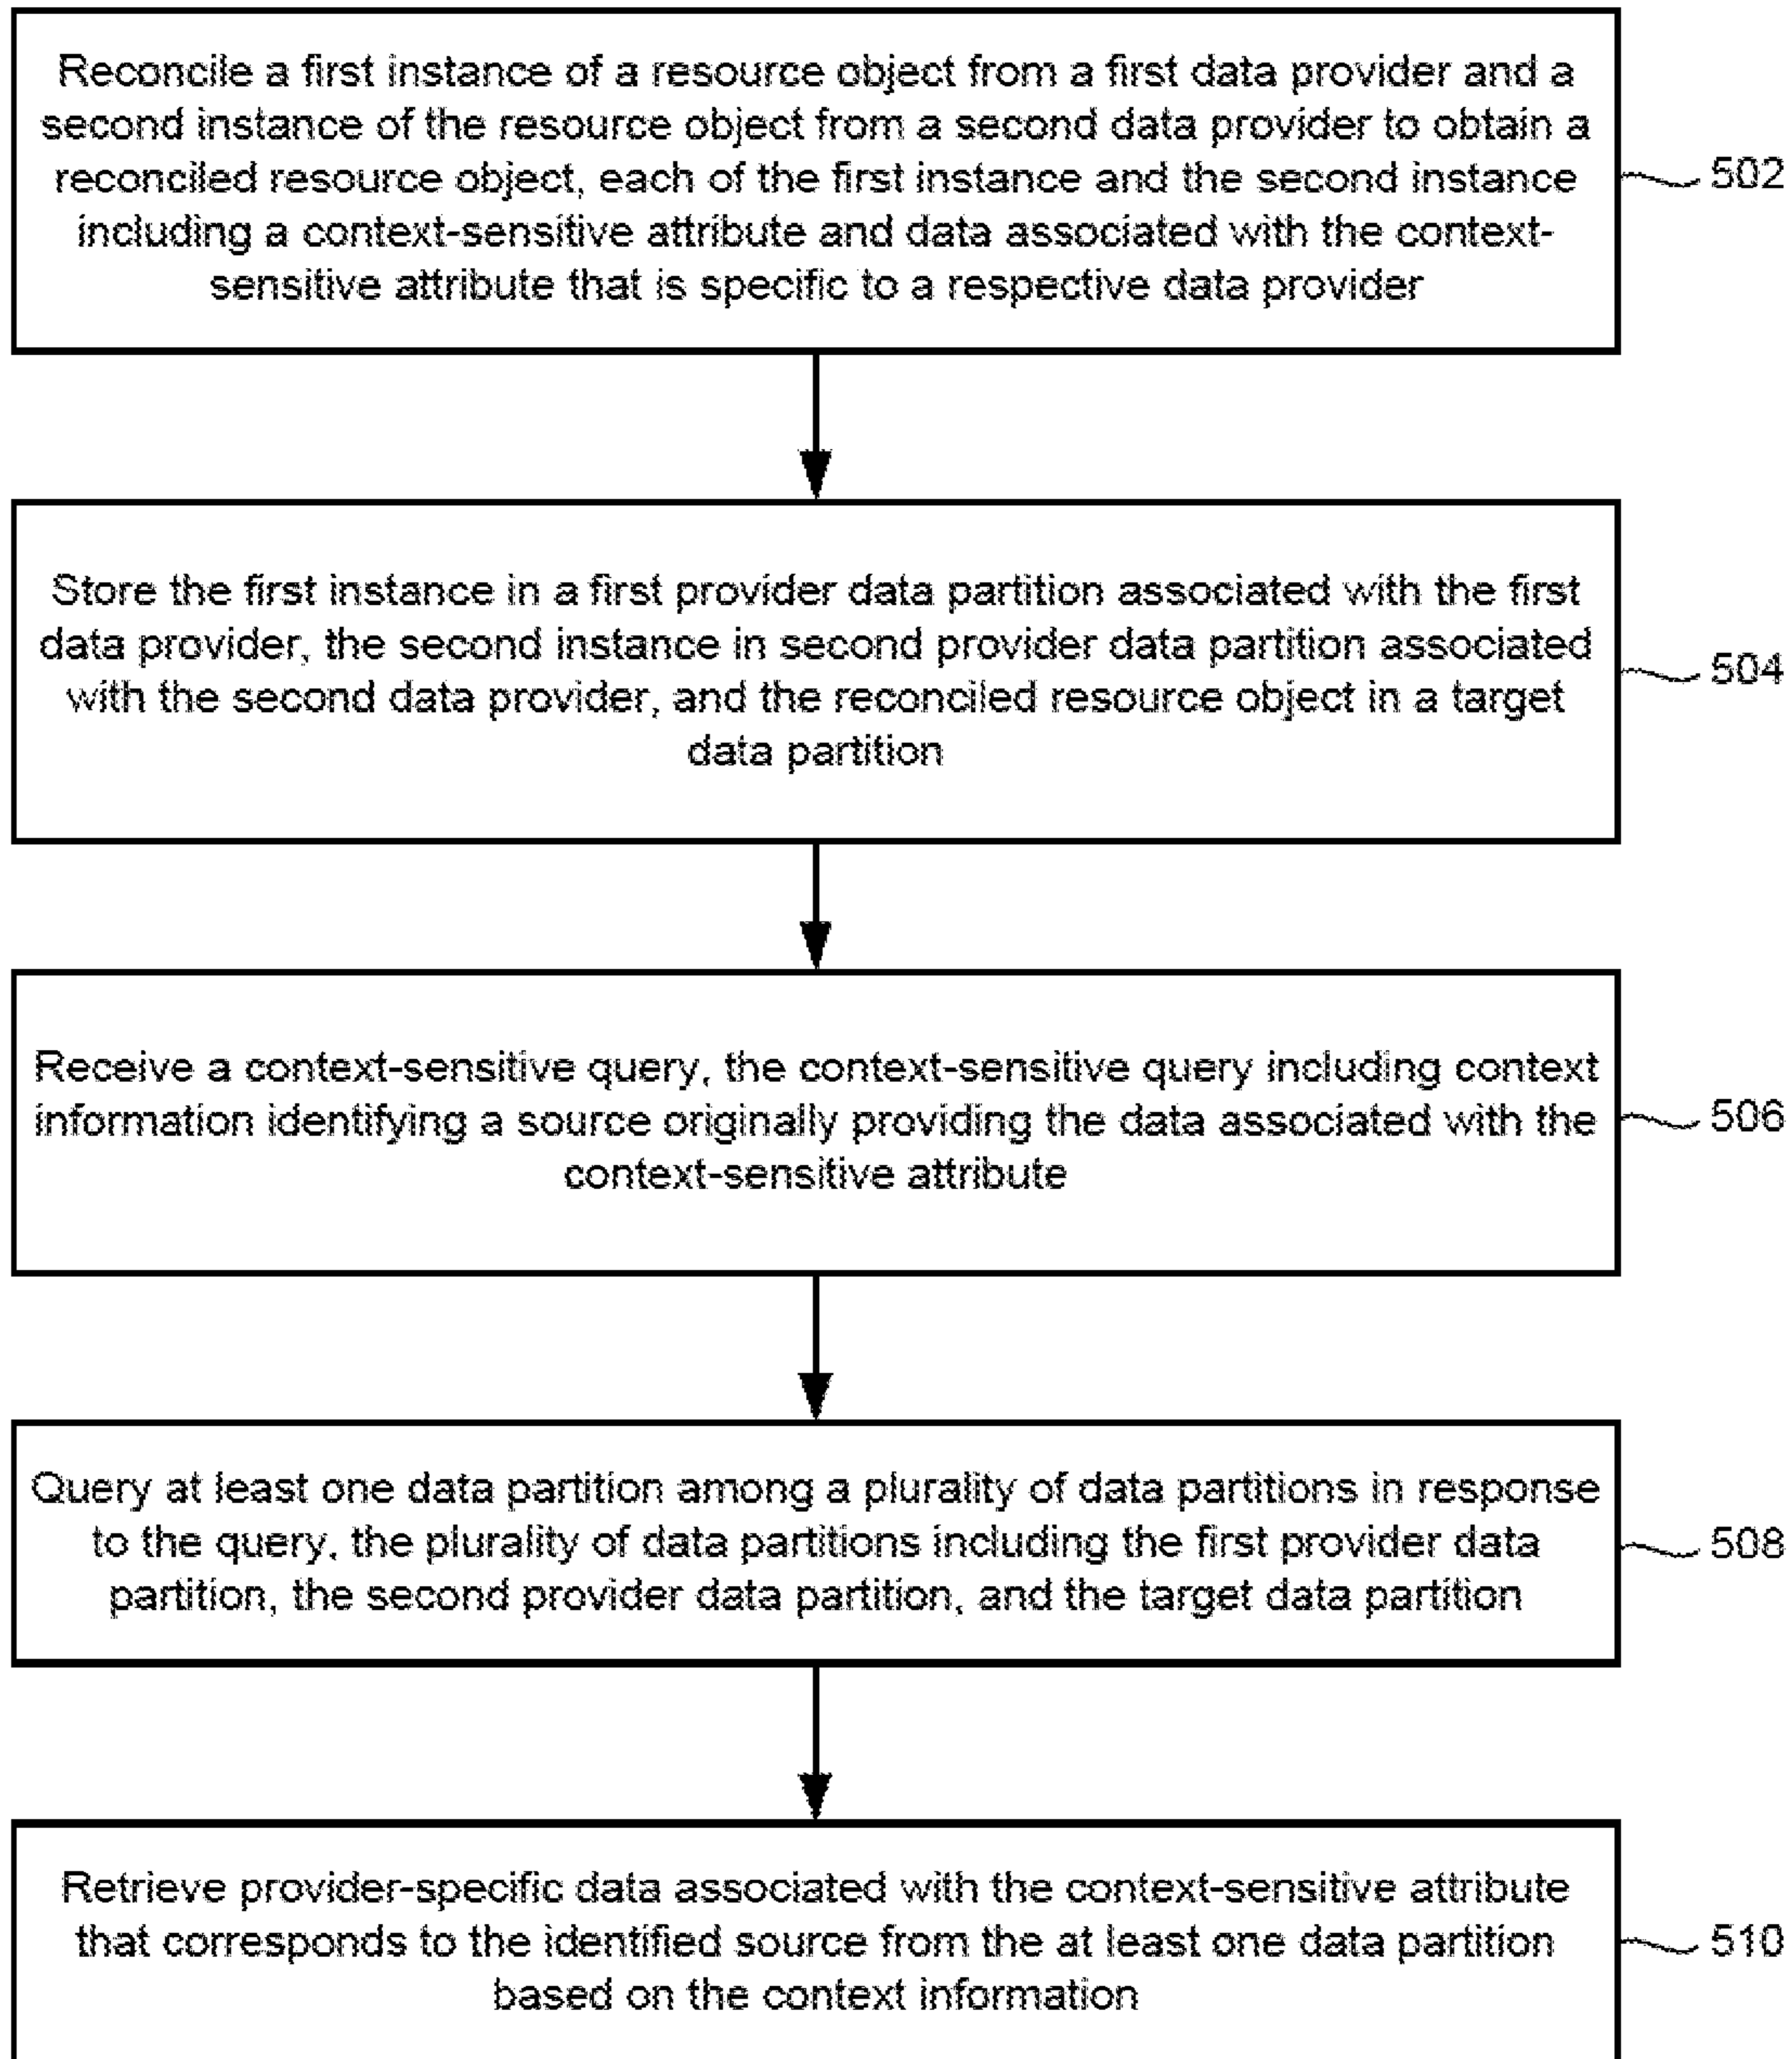 Reconcile a first instance of a resource object from a first data provider and a
second instance of the resource object from a second data provider to obtain a
reconciled resource object, each of the first instance and the second instance
including a context-sensitive attribute and data associated with the context-
sensitive attribute that is specific to a respective data provider
502
Store the first instance in a first provider data partition associated with the first
data provider, the second instance in second provider data partition associated
with the second data provider, and the reconciled resource object in a target
data partition
504
Receive a context-sensitive query, the context-sensitive query including context
information identifying a source originally providing the data associated with the
context-sensitive attribute
506
Query at least one data partition among a plurality of data partitions in response
to the query, the plurality of data partitions including the first provider data
partition, the second provider data partition, and the target data partition
508
Retrieve provider-specific data associated with the context-sensitive attribute
that corresponds to the identified source from the at least one data partition
based on the context information
510